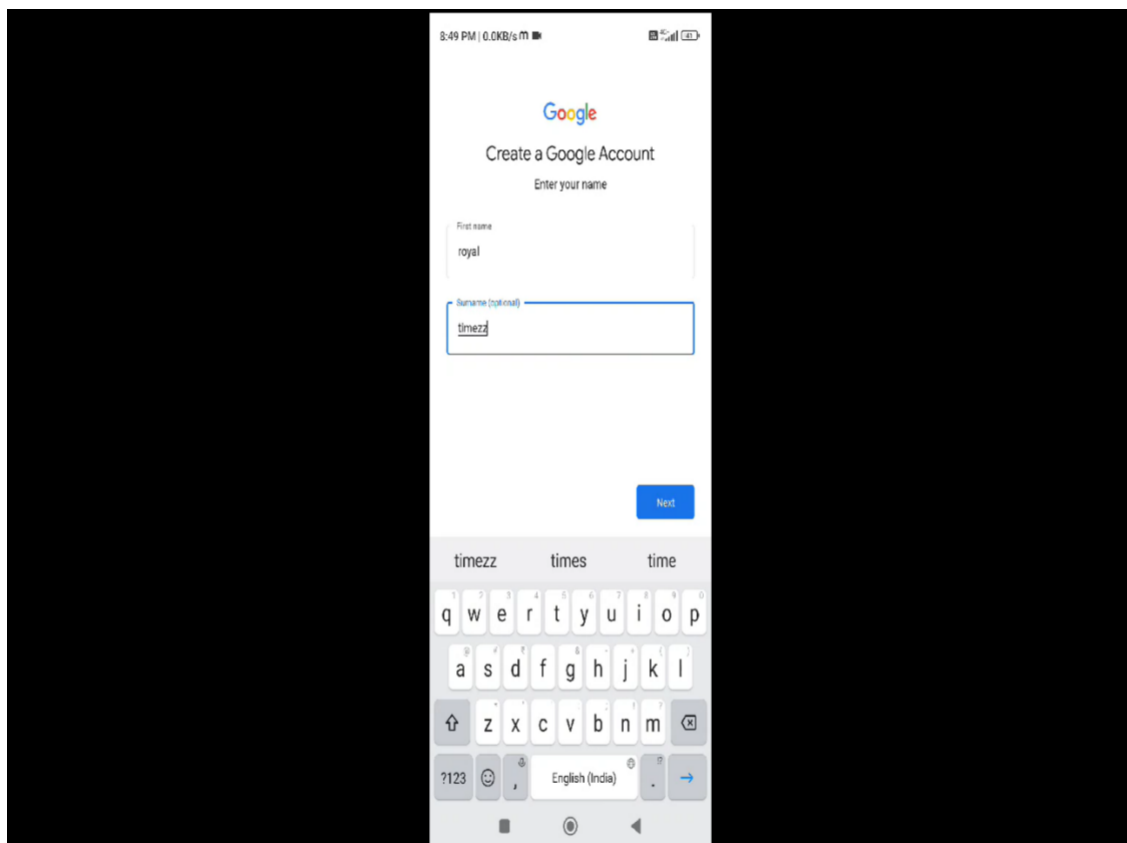 8:49 PM | 0.0KB/s
Google
Create a Google Account
Enter your name
First name
royal
Surname (optional)
timezz
Next
timezz times time
q w e r t y u i o p
a s d f g h j k l
z x c v b n m
?123 , English (India) .